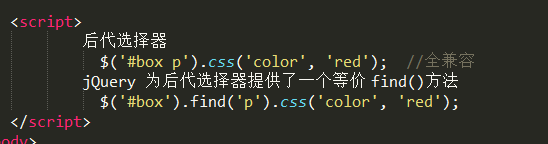 <script>
后代选择器
$('#box p').css('color', 'red'); //全兼容
jQuery 为后代选择器提供了一个等价 find()方法
$('#box').find('p').css('color', 'red');
</script>